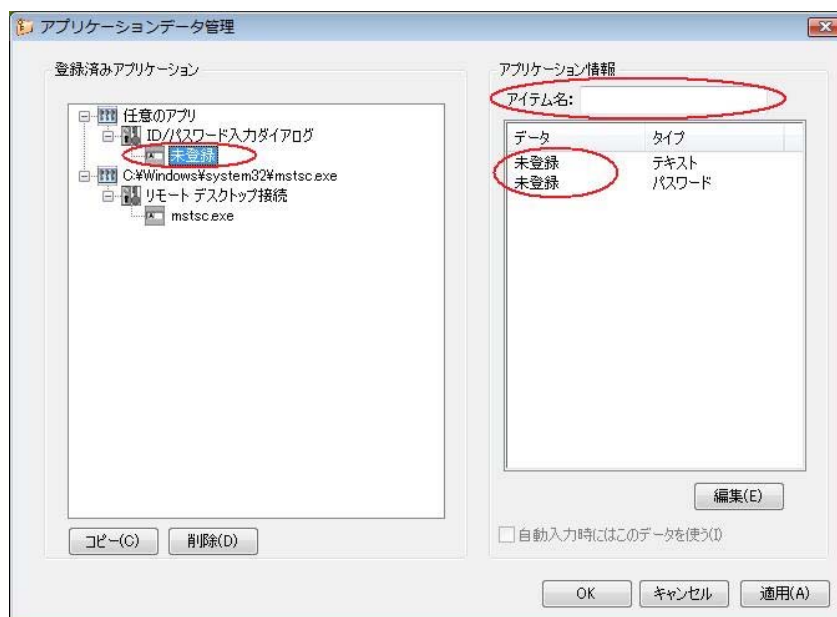 アプリケーションデータ管理
登録済みアプリケーション
任意のアプリ
ID/パスワード入力ダイアログ
未登録
C:¥Windows¥system32¥mstsc.exe
リモート デスクトップ接続
mstsc.exe
コピー(C)
削除(D)
アプリケーション情報
アイテム名:
データ タイプ
未登録 テキスト
未登録 パスワード
編集(E)
自動入力時にはこのデータを使う(I)
OK
キャンセル
適用(A)